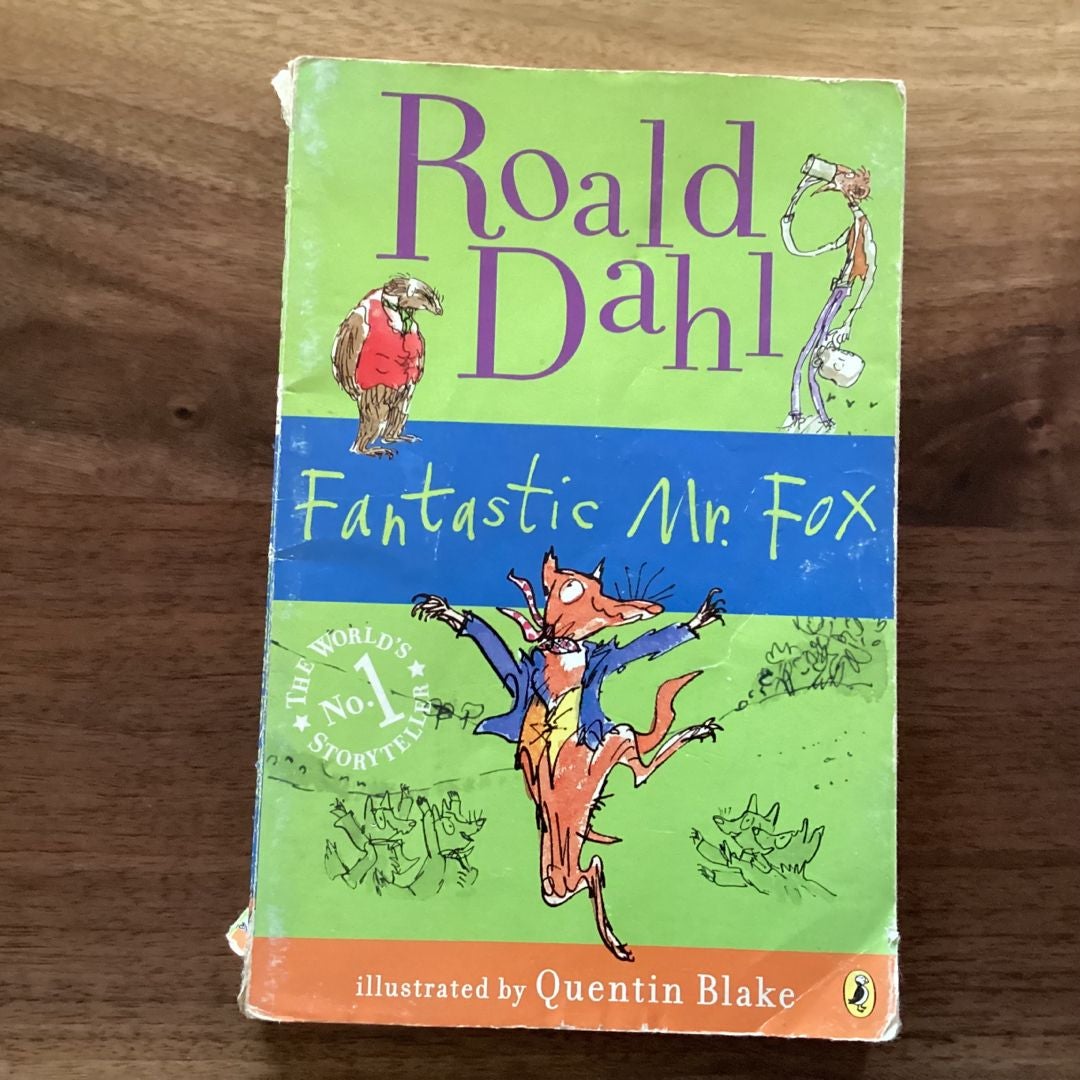 Roald
Dahl
Fantastic Mr. Fox
THE WORLD'S
No. 1
STORYTELLER
illustrated by Quentin Blake